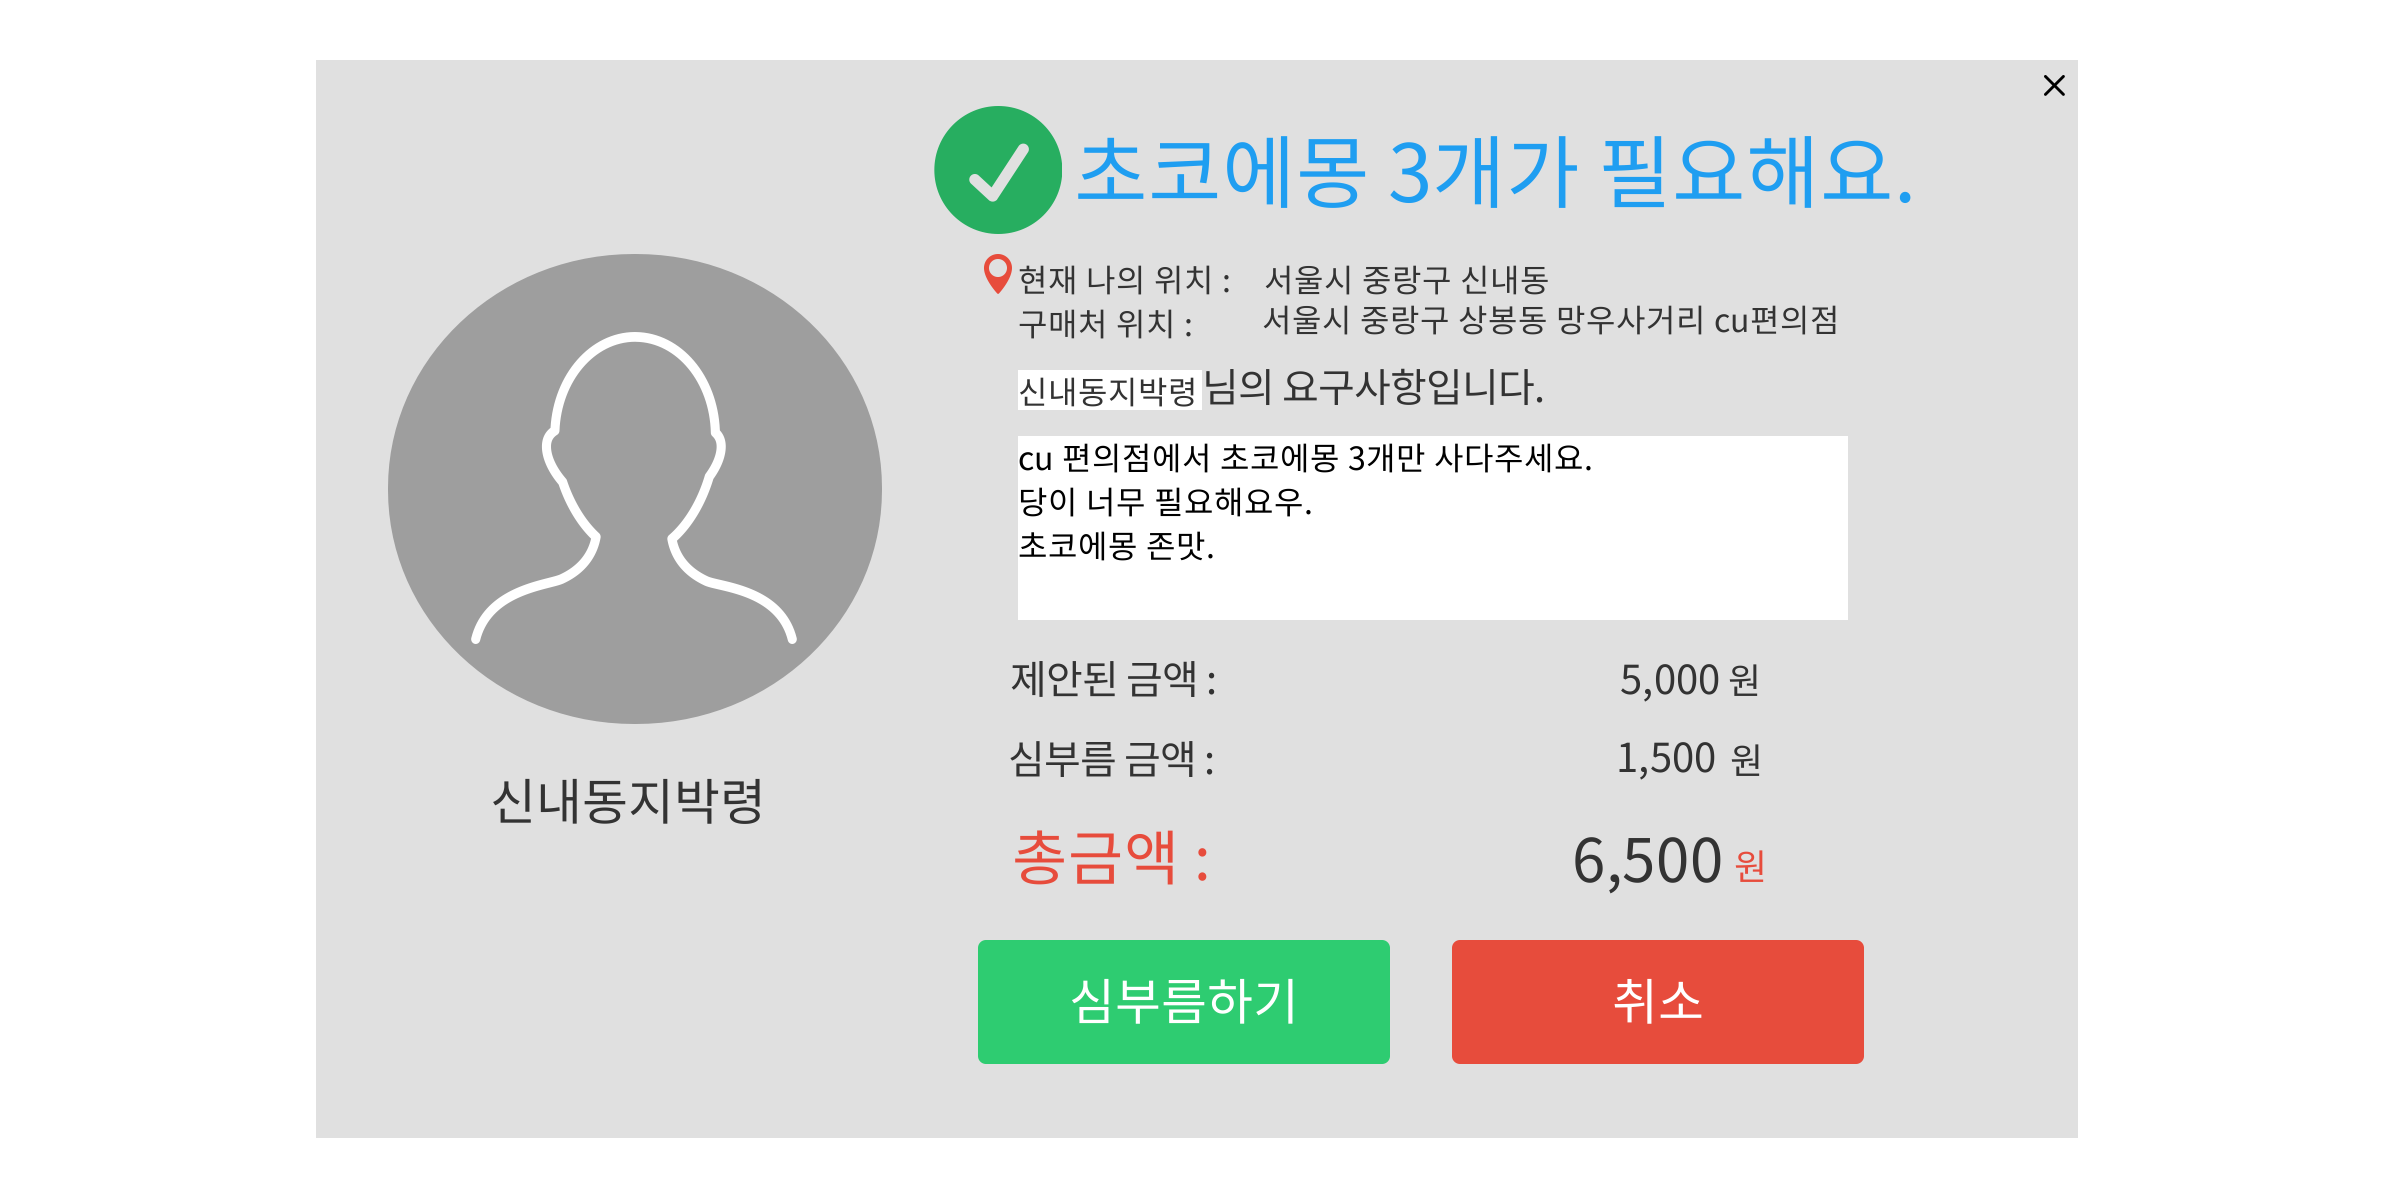 초코에몽 3개가 필요해요.
현재 나의 위치 : 서울시 중랑구 신내동
구매처 위치 : 서울시 중랑구 상봉동 망우사거리 cu편의점
신내동지박령 님의 요구사항입니다.
cu 편의점에서 초코에몽 3개만 사다주세요.
당이 너무 필요해요우.
초코에몽 존맛.
제안된 금액 : 5,000 원
심부름 금액 : 1,500 원
신내동지박령
총금액 : 6,500 원
심부름하기 취소